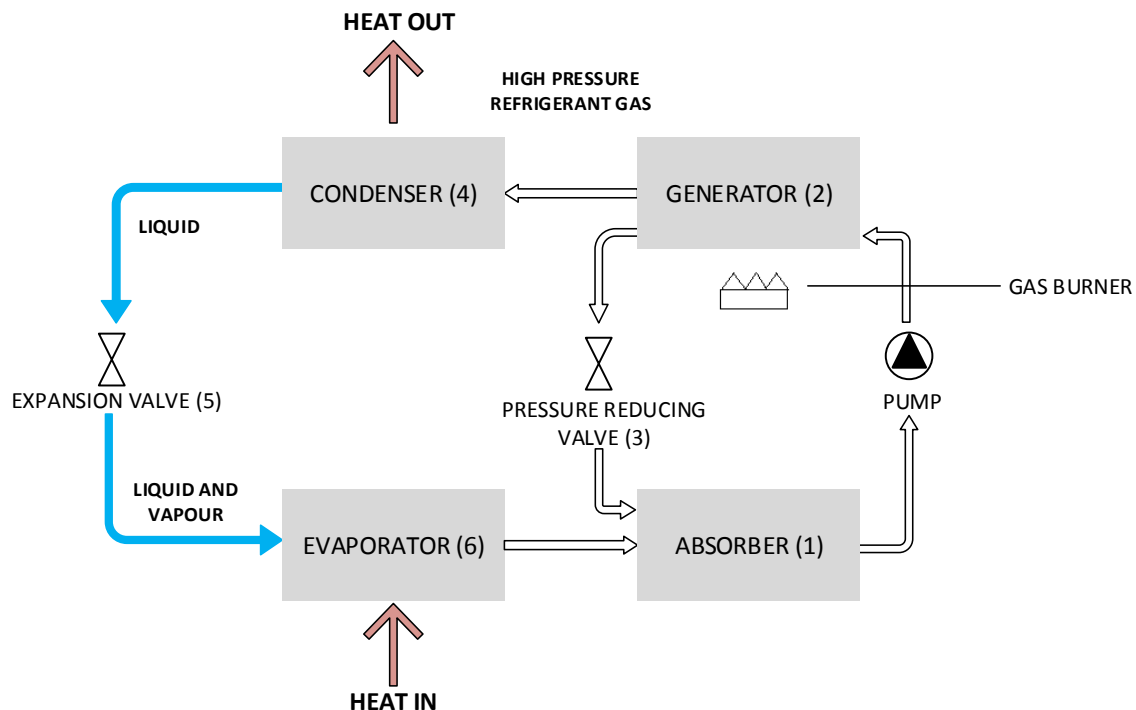 HEAT OUT
HIGH PRESSURE
REFRIGERANT GAS
CONDENSER (4)
GENERATOR (2)
LIQUID
GAS BURNER
EXPANSION VALVE (5)
PRESSURE REDUCING
VALVE (3)
PUMP
LIQUID AND
VAPOUR
EVAPORATOR (6)
ABSORBER (1)
HEAT IN